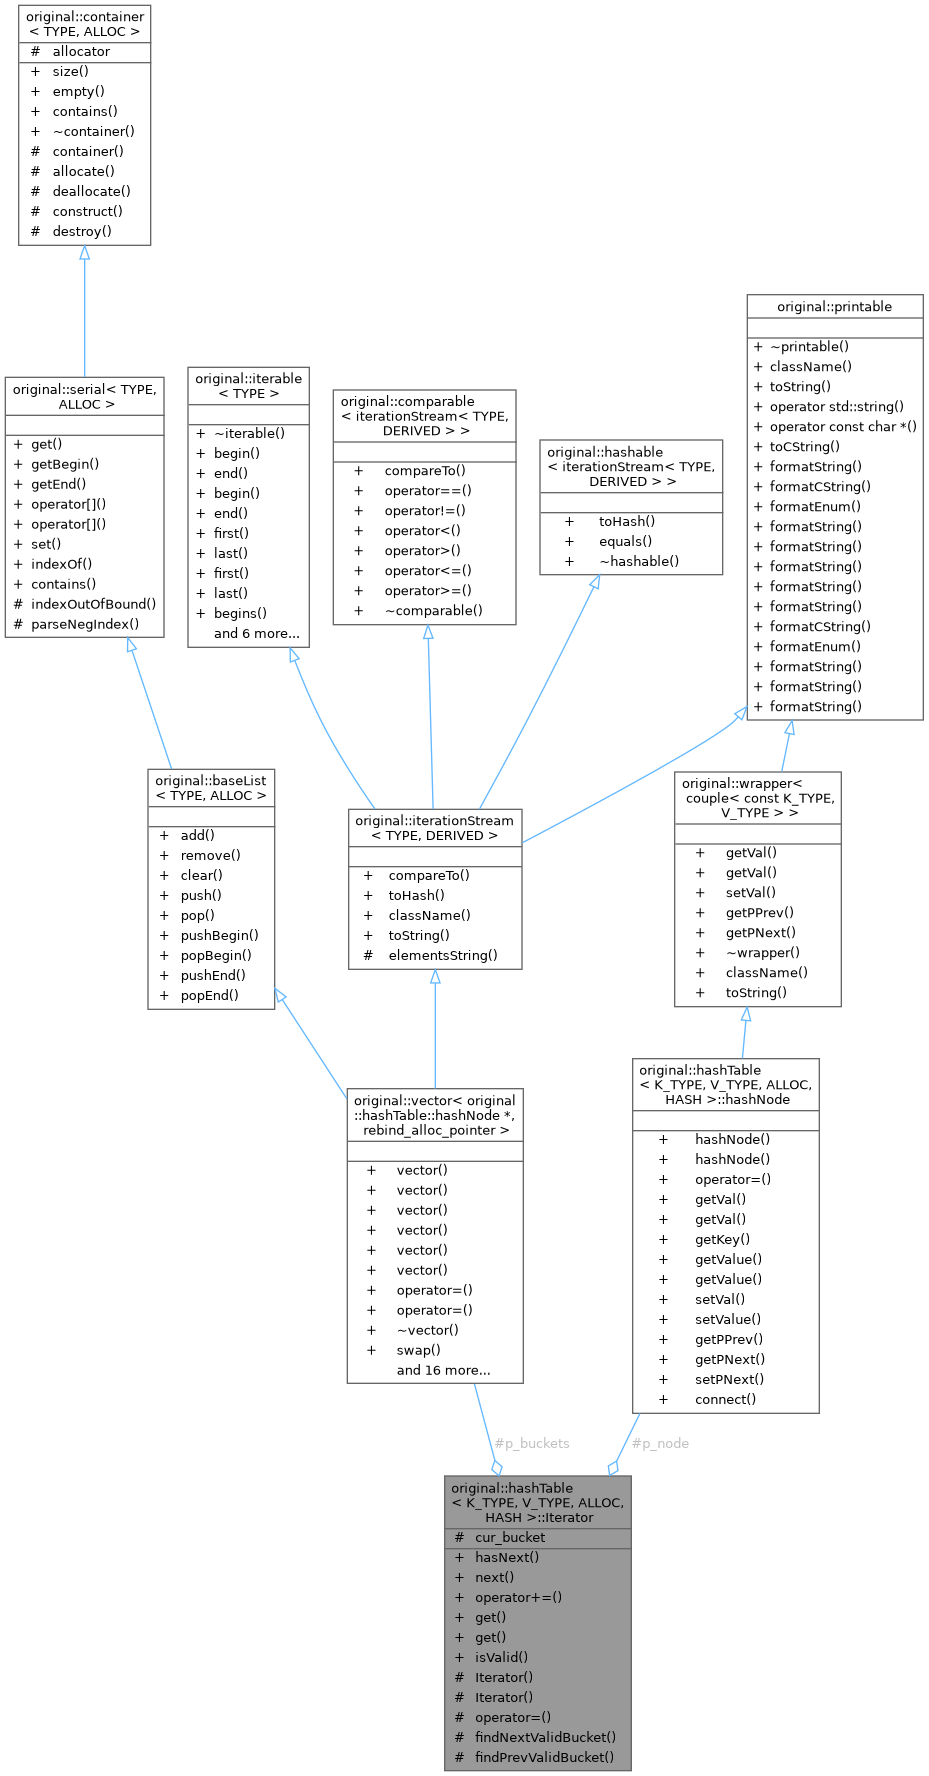 original::container
< TYPE, ALLOC >
# allocator
+ size()
+ empty()
+ contains()
+ ~container()
# container()
# allocate()
# deallocate()
# construct()
# destroy()
original::printable
+ ~printable()
+ className()
+ toString()
+ operator std::string()
+ operator const char *()
+ toCString()
+ formatString()
+ formatCString()
+ formatEnum()
+ formatString()
+ formatString()
+ formatString()
+ formatString()
+ formatString()
+ formatCString()
+ formatEnum()
+ formatString()
+ formatString()
+ formatString()
original::serial< TYPE,
ALLOC >
+ get()
+ getBegin()
+ getEnd()
+ operator[]()
+ operator[]()
+ set()
+ indexOf()
+ contains()
# indexOutOfBound()
# parseNegIndex()
original::iterable
< TYPE >
+ ~iterable()
+ begin()
+ end()
+ begin()
+ end()
+ first()
+ last()
+ first()
+ last()
+ begins()
and 6 more...
original::comparable
< iterationStream< TYPE,
DERIVED > >
+ compareTo()
+ operator==()
+ operator!=()
+ operator<()
+ operator>()
+ operator<=()
+ operator>=()
+ ~comparable()
original::hashable
< iterationStream< TYPE,
DERIVED > >
+ toHash()
+ equals()
+ ~hashable()
original::baseList
< TYPE, ALLOC >
+ add()
+ remove()
+ clear()
+ push()
+ pop()
+ pushBegin()
+ popBegin()
+ pushEnd()
+ popEnd()
original::iterationStream
< TYPE, DERIVED >
+ compareTo()
+ toHash()
+ className()
+ toString()
# elementsString()
original::wrapper<
couple< const K_TYPE,
V_TYPE > >
+ getVal()
+ getVal()
+ setVal()
+ getPPrev()
+ getPNext()
+ ~wrapper()
+ className()
+ toString()
original::vector< original
::hashTable::hashNode *,
rebind_alloc_pointer >
+ vector()
+ vector()
+ vector()
+ vector()
+ vector()
+ vector()
+ operator=()
+ operator=()
+ ~vector()
+ swap()
and 16 more...
original::hashTable
< K_TYPE, V_TYPE, ALLOC,
HASH >::hashNode
+ hashNode()
+ hashNode()
+ operator=()
+ getVal()
+ getVal()
+ getKey()
+ getValue()
+ getValue()
+ setVal()
+ setValue()
+ getPPrev()
+ getPNext()
+ setPNext()
+ connect()
#p_buckets
#p_node
original::hashTable
< K_TYPE, V_TYPE, ALLOC,
HASH >::Iterator
# cur_bucket
+ hasNext()
+ next()
+ operator+=()
+ get()
+ get()
+ isValid()
# Iterator()
# Iterator()
# operator=()
# findNextValidBucket()
# findPrevValidBucket()